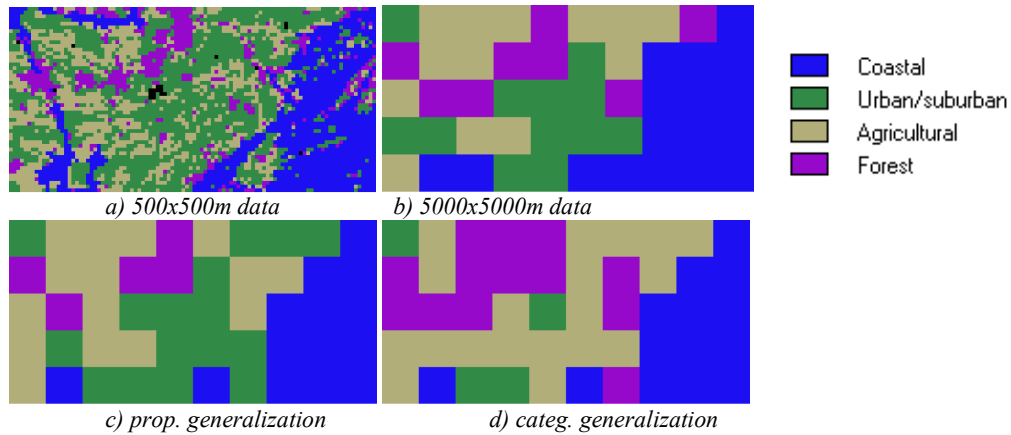 Coastal
Urban/suburban
Agricultural
Forest
a) 500x500m data
b) 5000x5000m data
c) prop. generalization
d) categ. generalization